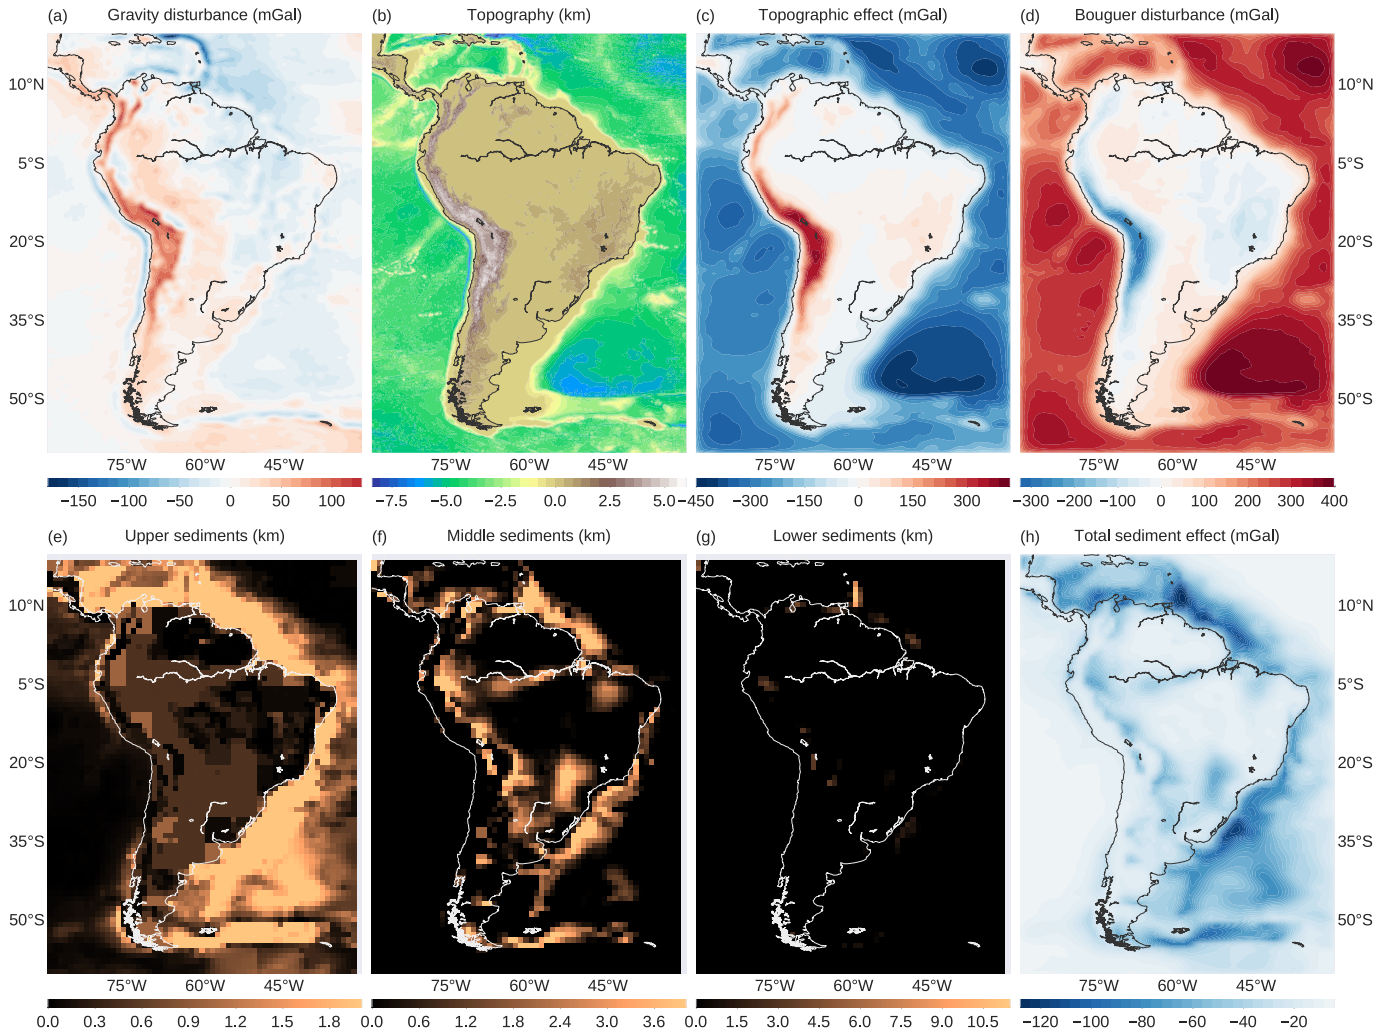 (a) Gravity disturbance (mGal) (b) Topography (km) (c) Topographic effect (mGal) (d) Bouguer disturbance (mGal)
10°N 10°N
5°S 5°S
20°S 20°S
35°S 35°S
50°S 50°S
75°W 60°W 45°W 75°W 60°W 45°W 75°W 60°W 45°W 75°W 60°W 45°W
−150 −100 −50 0 50 100 −7.5 −5.0 −2.5 0.0 2.5 5.0 −450 −300 −150 0 150 300 −300 −200 −100 0 100 200 300 400
(e) Upper sediments (km) (f) Middle sediments (km) (g) Lower sediments (km) (h) Total sediment effect (mGal)
10°N 10°N
5°S 5°S
20°S 20°S
35°S 35°S
50°S 50°S
75°W 60°W 45°W 75°W 60°W 45°W 75°W 60°W 45°W 75°W 60°W 45°W
0.0 0.3 0.6 0.9 1.2 1.5 1.8 0.0 0.6 1.2 1.8 2.4 3.0 3.6 0.0 1.5 3.0 4.5 6.0 7.5 9.0 10.5 −120 −100 −80 −60 −40 −20